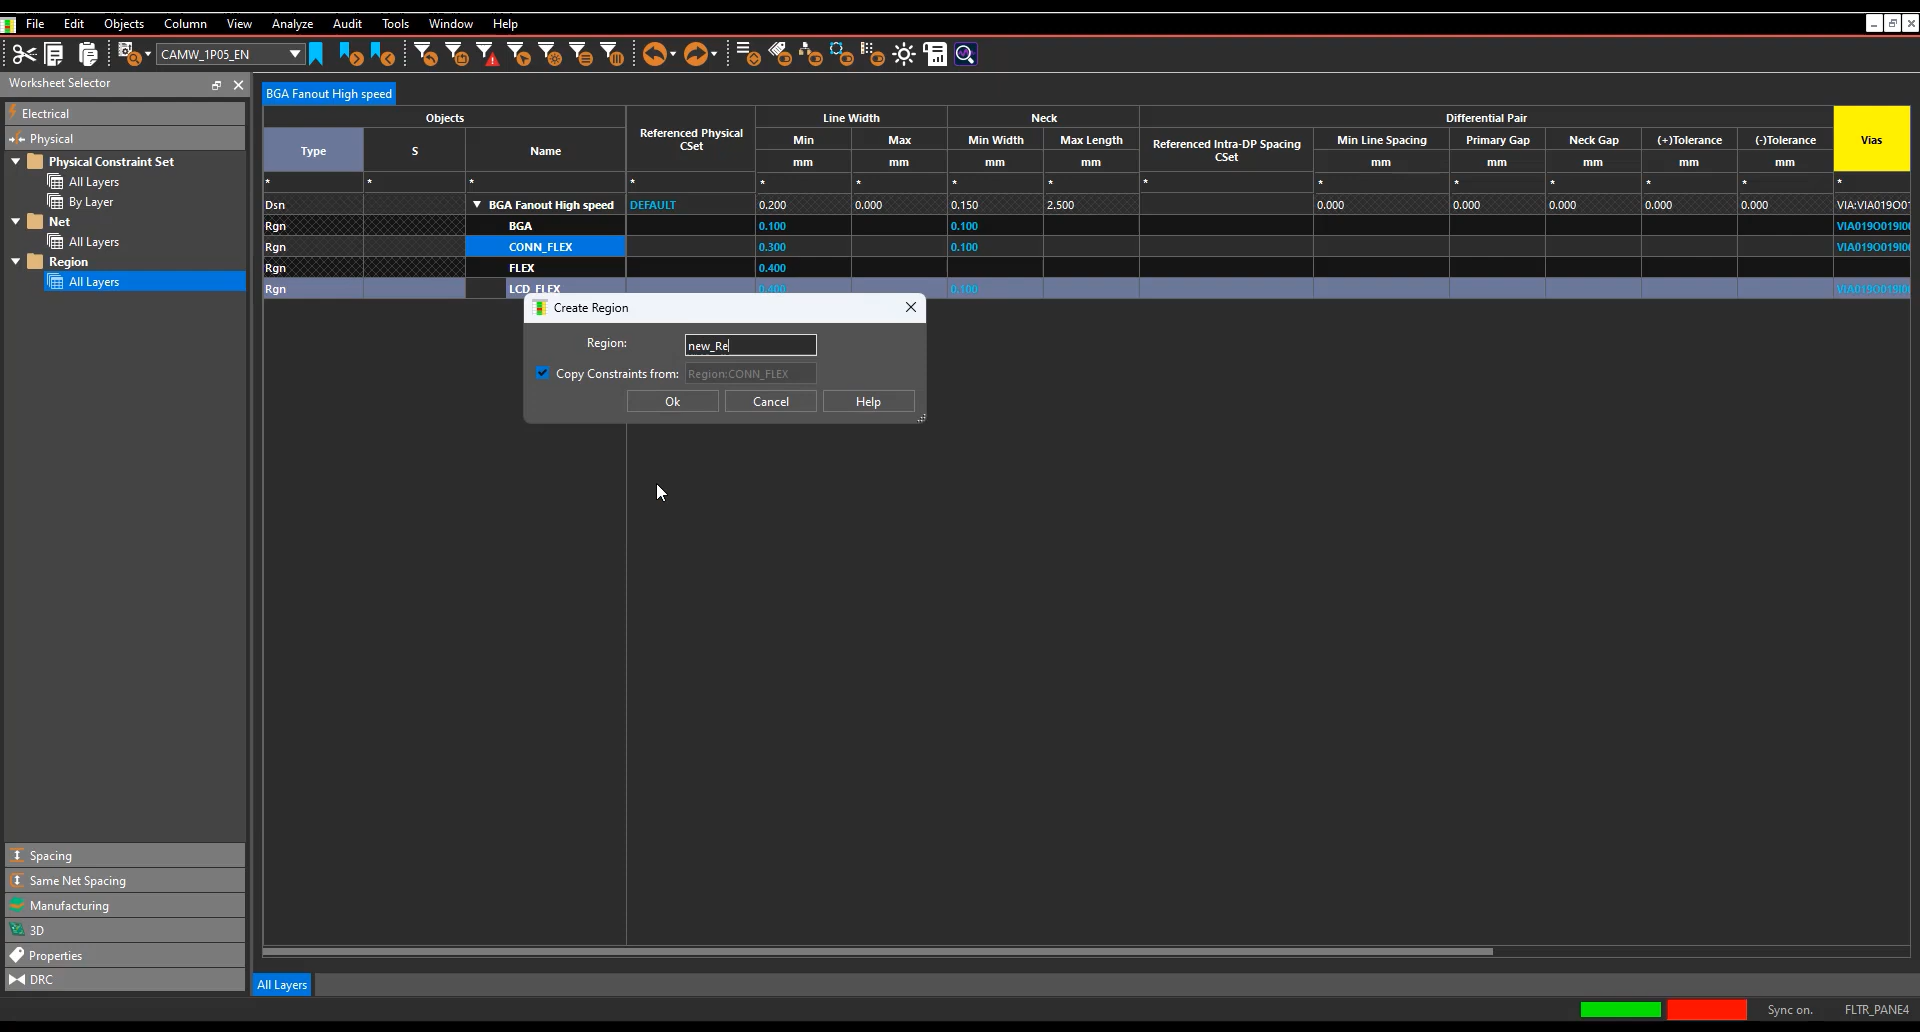 File Edit Objects Column View Analyze Audit Tools Window Help
CAMW_1P05_EN
Worksheet Selector
Electrical
Physical
Physical Constraint Set
All Layers
By Layer
Net
All Layers
Region
All Layers
Spacing
Same Net Spacing
Manufacturing
3D
Properties
DRC
BGA Fanout High speed
Objects Referenced Physical CSet Line Width Neck Differential Pair Vias
Type S Name Min Max Min Width Max Length Referenced Intra-DP Spacing CSet Min Line Spacing Primary Gap Neck Gap (+)Tolerance (-)Tolerance
mm mm mm mm mm mm mm mm mm
* * * * * * * * * * * * * * *
Dsn BGA Fanout High speed DEFAULT 0.200 0.000 0.150 2.500 0.000 0.000 0.000 0.000 0.000
Rgn BGA 0.100 0.100
Rgn CONN_FLEX 0.300 0.100
Rgn FLEX 0.400
Rgn LCD_FLEX 0.400 0.100
Create Region
Region: new_Re
Copy Constraints from: Region:CONN_FLEX
Ok Cancel Help
All Layers
Sync on. FLTR_PANE4